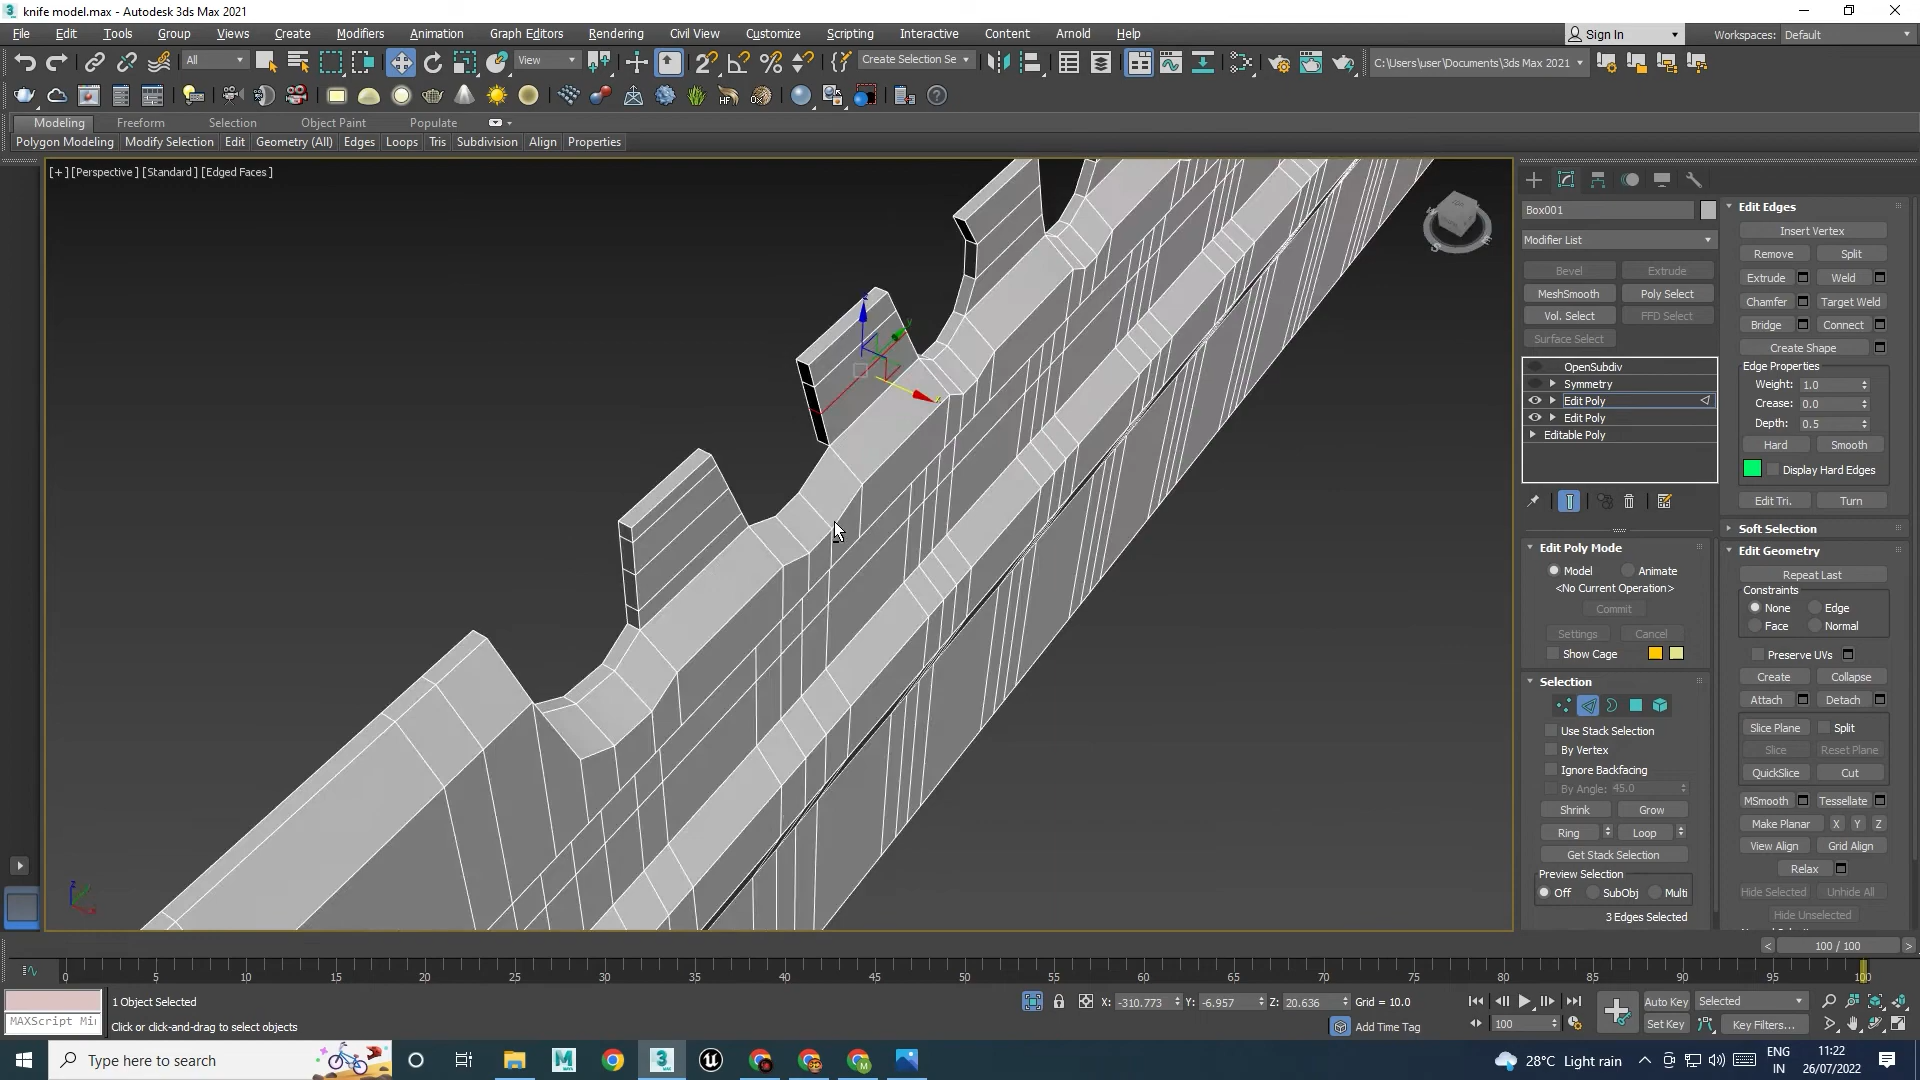 knife model.max - Autodesk 3ds Max 2021
File Edit Tools Group Views Create Modifiers Animation Graph Editors Rendering Civil View Customize Scripting Interactive Content Arnold Help
Sign In Workspaces: Default
All View Create Selection Se C:\Users\user\Documents\3ds Max 2021
Modeling Freeform Selection Object Paint Populate
Polygon Modeling Modify Selection Edit Geometry (All) Edges Loops Tris Subdivision Align Properties
[+] [Perspective] [Standard] [Edged Faces]
Box001
Modifier List
Bevel Extrude
MeshSmooth Poly Select
Vol. Select FFD Select
Surface Select
OpenSubdiv
Symmetry
Edit Poly
Edit Poly
Editable Poly
Edit Poly Mode
Model Animate
<No Current Operation>
Commit
Settings Cancel
Show Cage
Selection
Use Stack Selection
By Vertex
Ignore Backfacing
By Angle: 45.0
Shrink Grow
Ring Loop
Get Stack Selection
Preview Selection
Off SubObj Multi
3 Edges Selected
Edit Edges
Insert Vertex
Remove Split
Extrude Weld
Chamfer Target Weld
Bridge Connect
Create Shape
Edge Properties
Weight: 1.0
Crease: 0.0
Depth: 0.5
Hard Smooth
Display Hard Edges
Edit Tri. Turn
Soft Selection
Edit Geometry
Repeat Last
Constraints
None Edge
Face Normal
Preserve UVs
Create Collapse
Attach Detach
Slice Plane Split
Slice Reset Plane
QuickSlice Cut
MSmooth Tessellate
Make Planar X Y Z
View Align Grid Align
Relax
Hide Selected Unhide All
Hide Unselected
100 / 100
0 5 10 15 20 25 30 35 40 45 50 55 60 65 70 75 80 85 90 95 100
1 Object Selected
X: -310.773 Y: -6.957 Z: 20.636 Grid = 10.0
Auto Key Selected
MAXScript Mi
Click or click-and-drag to select objects
Add Time Tag
100
Set Key Key Filters...
Type here to search
28°C Light rain
ENG
IN
11:22
26/07/2022